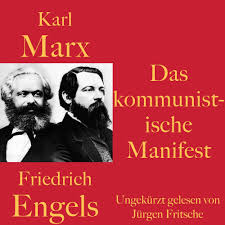 Karl
Marx
Das
kommunist-
ische
Manifest
Friedrich
Engels
Ungekürzt gelesen von
Jürgen Fritsche